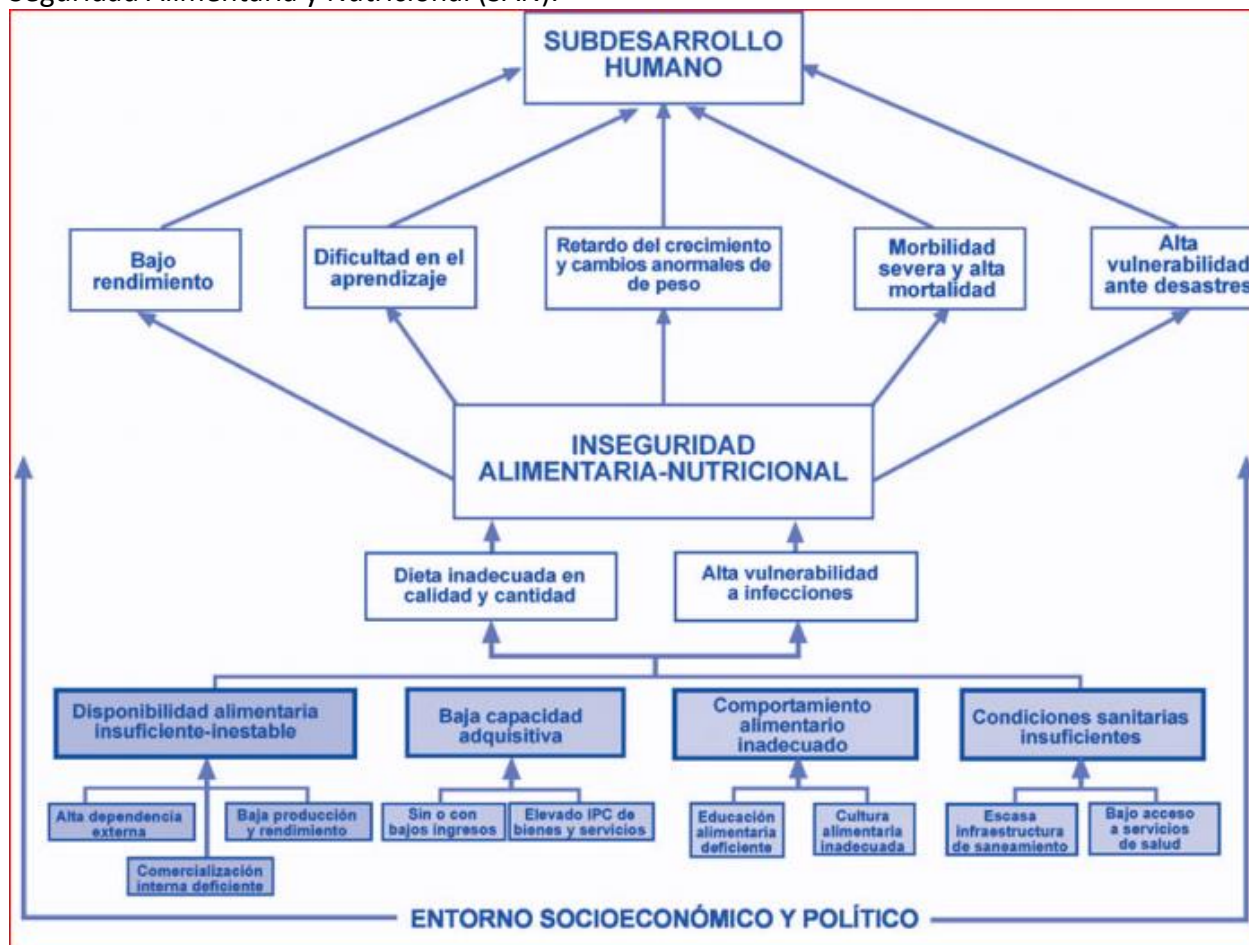 Seguridad Alimentaria y Nutricional (SAN).
SUBDESARROLLO
HUMANO
Bajo
rendimiento
Dificultad en el
aprendizaje
Retardo del crecimiento
y cambios anormales de
de peso
Morbilidad
severa y alta
mortalidad
Alta
vulnerabilidad
ante desastres
INSEGURIDAD
ALIMENTARIA-NUTRICIONAL
Dieta inadecuada en
calidad y cantidad
Alta vulnerabilidad
a infecciones
Disponibilidad alimentaria
insuficiente-inestable
Baja capacidad
adquisitiva
Comportamiento
alimentario
inadecuado
Condiciones sanitarias
insuficientes
Alta dependencia
externa
Baja producción
y rendimiento
Comercialización
interna deficiente
Sin o con
bajos ingresos
Elevado IPC de
bienes y servicios
Educación
alimentaria
deficiente
Cultura
alimentaria
inadecuada
Escasa
infraestructura
de saneamiento
Bajo acceso
a servicios
de salud
ENTORNO SOCIOECONÓMICO Y POLÍTICO